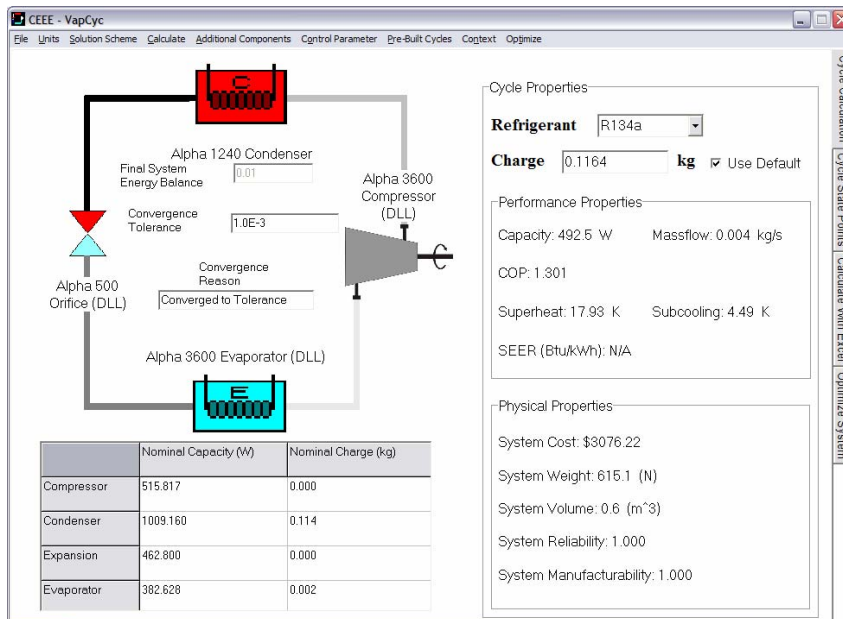 CEEE - VapCyc
File Units Solution Scheme Calculate Additional Components Control Parameter Pre-Built Cycles Context Optimize
C
Alpha 1240 Condenser
Final System
Energy Balance
0.01
Convergence
Tolerance
1.0E-3
Convergence
Reason
Converged to Tolerance
Alpha 3600
Compressor
(DLL)
Alpha 500
Orifice (DLL)
Alpha 3600 Evaporator (DLL)
E
Nominal Capacity (W) Nominal Charge (kg)
Compressor 515.817 0.000
Condenser 1009.160 0.114
Expansion 462.800 0.000
Evaporator 382.628 0.002
Cycle Properties
Refrigerant R134a
Charge 0.1164 kg Use Default
Performance Properties
Capacity: 492.5 W Massflow: 0.004 kg/s
COP: 1.301
Superheat: 17.93 K Subcooling: 4.49 K
SEER (Btu/kWh): N/A
Physical Properties
System Cost: $3076.22
System Weight: 615.1 (N)
System Volume: 0.6 (m^3)
System Reliability: 1.000
System Manufacturability: 1.000
Cycle Calculation
Cycle State Points
Calculate With Excel
Optimize System